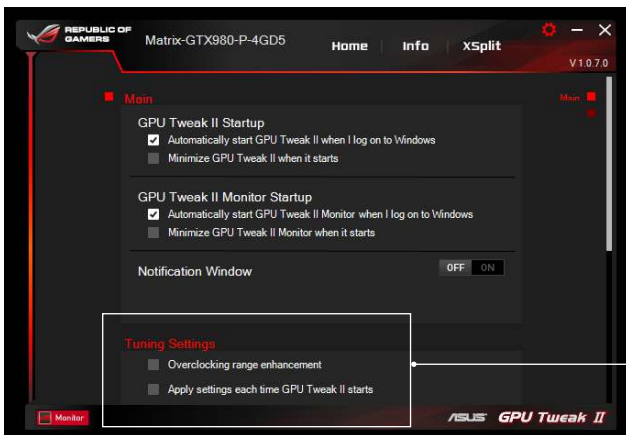 REPUBLIC OF
GAMERS
Matrix-GTX980-P-4GD5
Home
Info
XSplit
V 1.0.7.0
Main
Main
GPU Tweak II Startup
Automatically start GPU Tweak II when I log on to Windows
Minimize GPU Tweak II when it starts
GPU Tweak II Monitor Startup
Automatically start GPU Tweak II Monitor when I log on to Windows
Minimize GPU Tweak II Monitor when it starts
Notification Window
OFF ON
Tuning Settings
Overclocking range enhancement
Apply settings each time GPU Tweak II starts
Monitor
ASUS GPU Tweak II